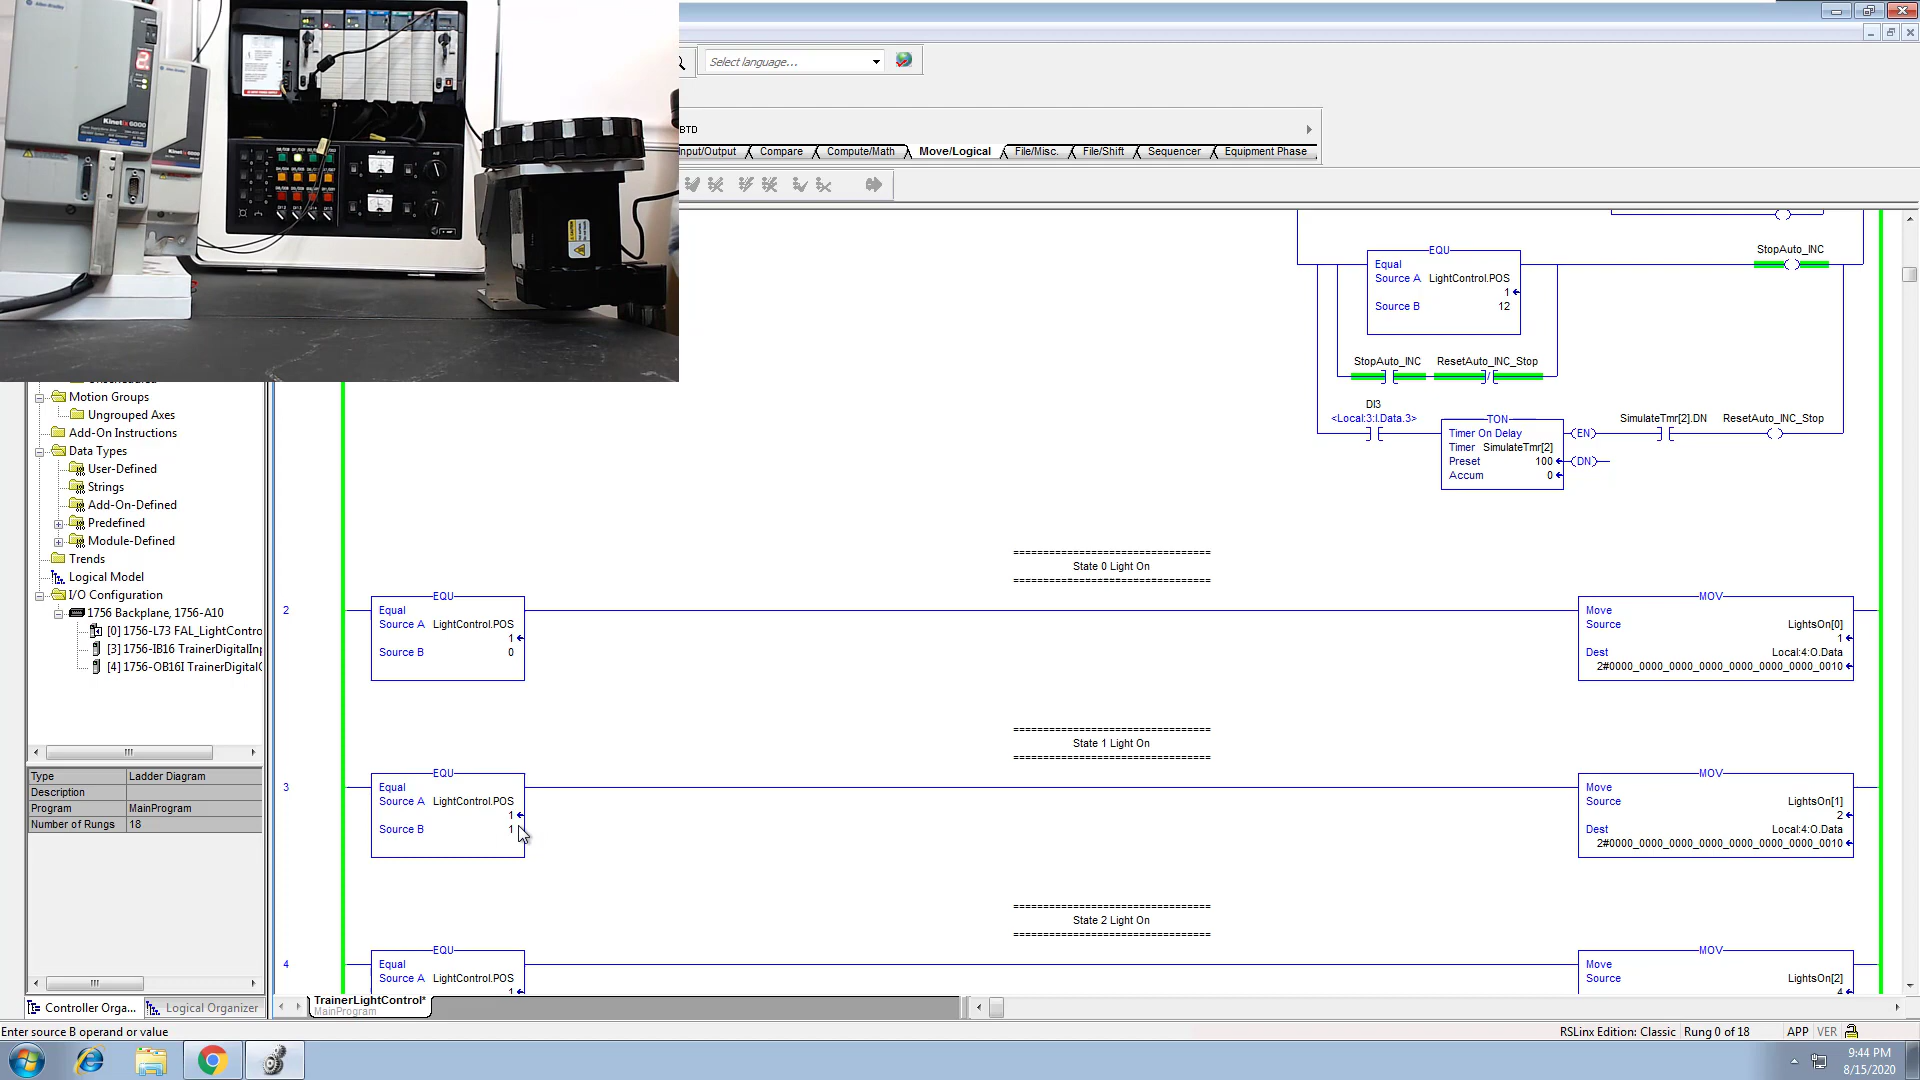 Select language...
BTD
nput/Output
Compare
Compute/Math
Move/Logical
File/Misc.
File/Shift
Sequencer
Equipment Phase
Kinetix 6000
2
CAUTION
StopAuto_INC
EQU
Equal
Source A LightControl.POS
1
Source B 12
StopAuto_INC ResetAuto_INC_Stop
DI3
<Local:3:I.Data.3>
TON
Timer On Delay
Timer SimulateTmr[2]
Preset 100
Accum 0
EN
DN
SimulateTmr[2].DN ResetAuto_INC_Stop
Motion Groups
Ungrouped Axes
Add-On Instructions
Data Types
User-Defined
Strings
Add-On-Defined
Predefined
Module-Defined
Trends
Logical Model
I/O Configuration
1756 Backplane, 1756-A10
[0] 1756-L73 FAL_LightContro
[3] 1756-IB16 TrainerDigitalInp
[4] 1756-OB16I TrainerDigital
Type Ladder Diagram
Description
Program MainProgram
Number of Rungs 18
Controller Orga...
Logical Organizer
==================================
State 0 Light On
==================================
2
EQU
Equal
Source A LightControl.POS
1
Source B 0
MOV
Move
Source LightsOn[0]
1
Dest Local:4:O.Data
2#0000_0000_0000_0000_0000_0000_0000_0010
==================================
State 1 Light On
==================================
3
EQU
Equal
Source A LightControl.POS
1
Source B 1
MOV
Move
Source LightsOn[1]
2
Dest Local:4:O.Data
2#0000_0000_0000_0000_0000_0000_0000_0010
==================================
State 2 Light On
==================================
4
EQU
Equal
Source A LightControl.POS
1
MOV
Move
Source LightsOn[2]
4
TrainerLightControl*
MainProgram
Enter source B operand or value
RSLinx Edition: Classic
Rung 0 of 18
APP
VER
9:44 PM
8/15/2020